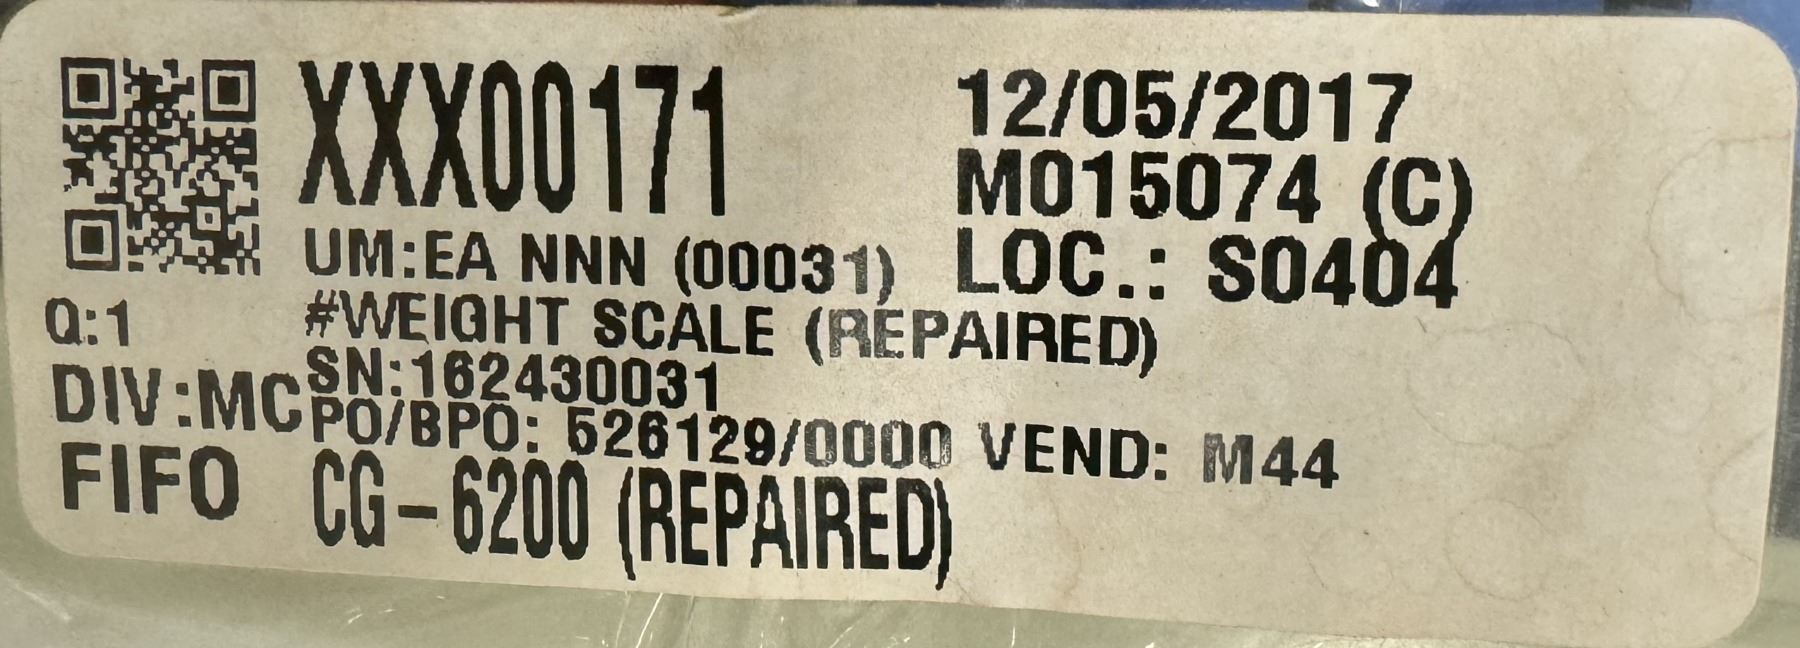 XXX00171 12/05/2017
M015074 (C)
UM:EA NNN (00031) LOC.: S0404
Q:1 #WEIGHT SCALE (REPAIRED)
SN:162430031
DIV:MC PO/BPO: 526129/0000 VEND: M44
FIFO CG-6200 (REPAIRED)